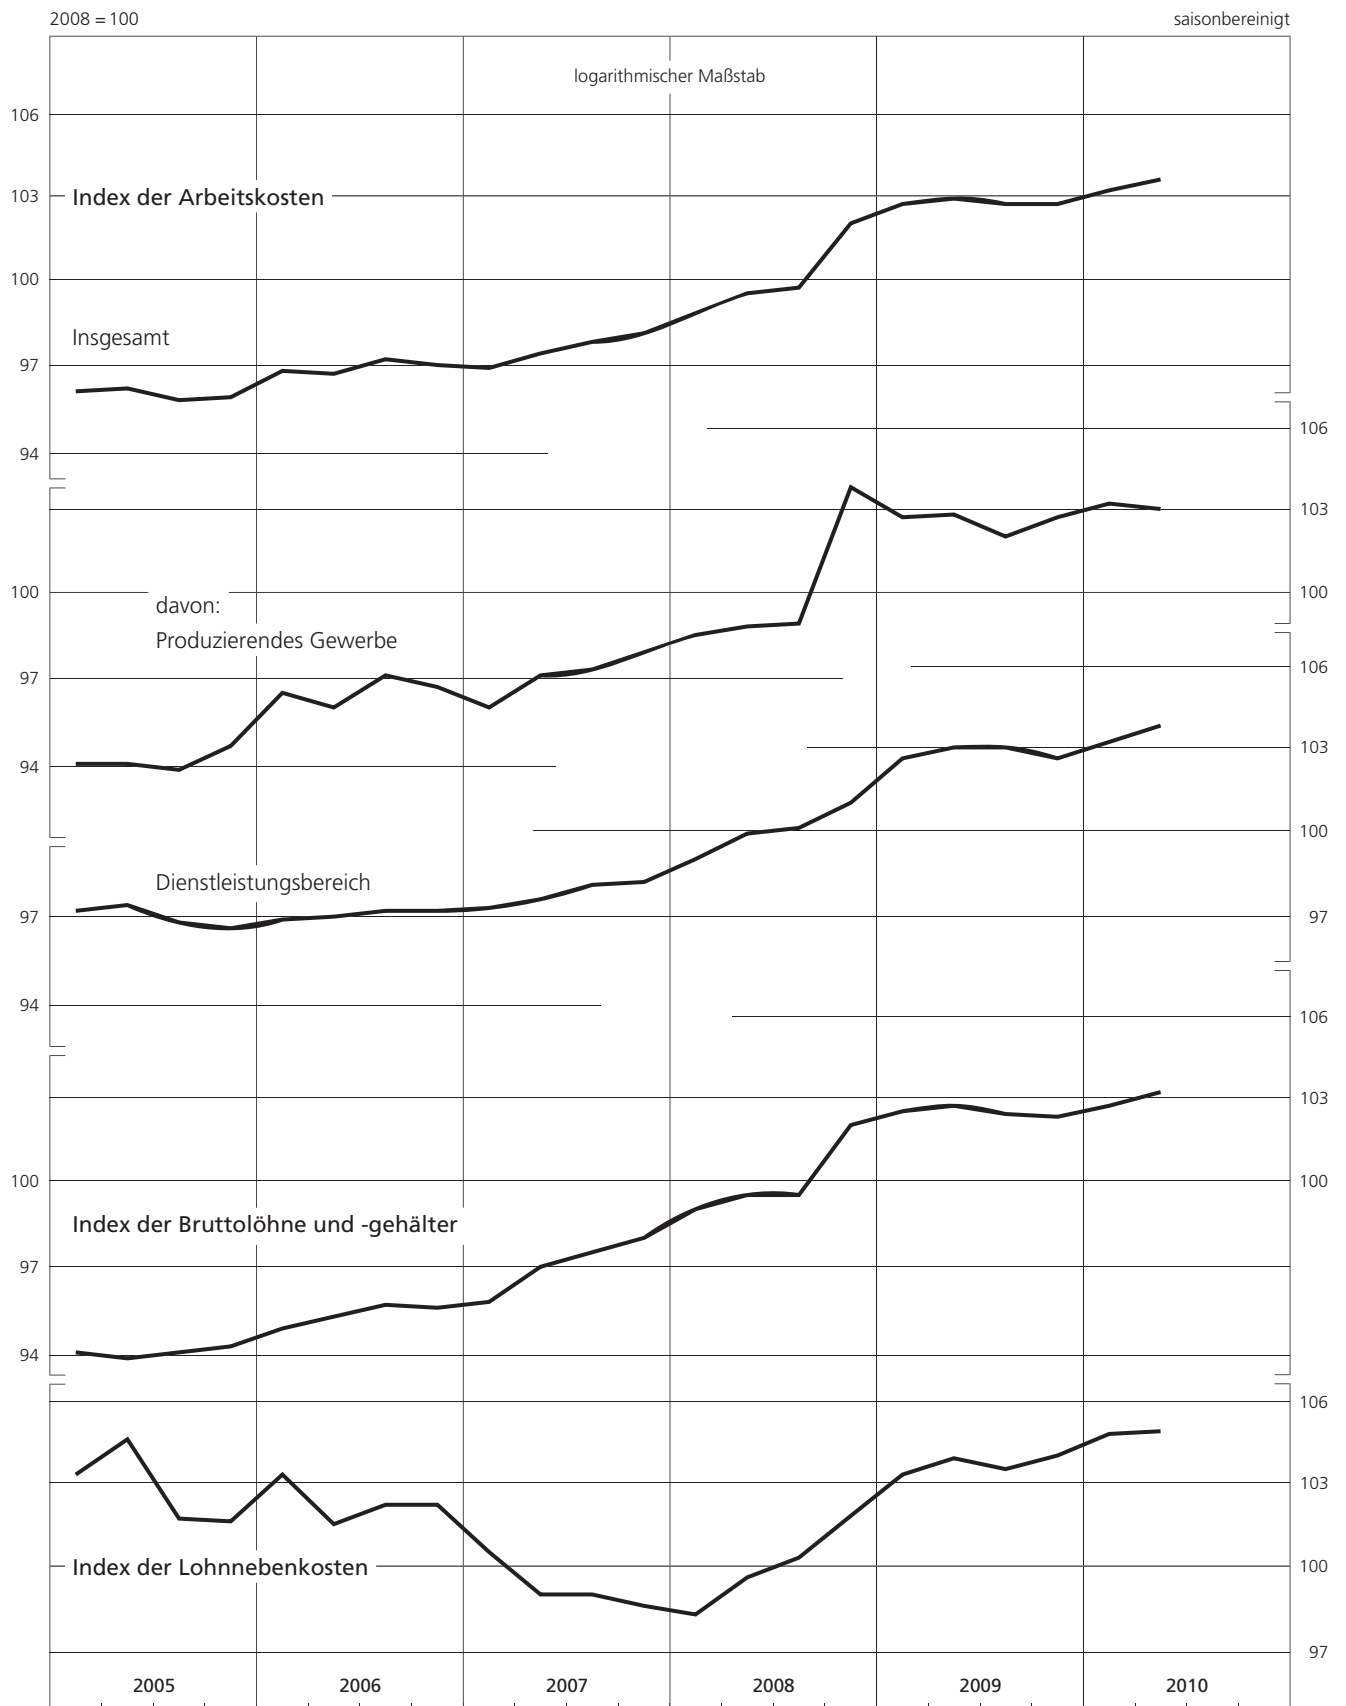 2008 = 100 saisonbereinigt
logarithmischer Maßstab
106
103 Index der Arbeitskosten
100
Insgesamt
97
106
94
103
100 100
davon:
Produzierendes Gewerbe
106
97
103
94
100
Dienstleistungsbereich
97 97
94
106
103
100 100
Index der Bruttolöhne und -gehälter
97
94
106
103
Index der Lohnnebenkosten 100
97
2005 2006 2007 2008 2009 2010